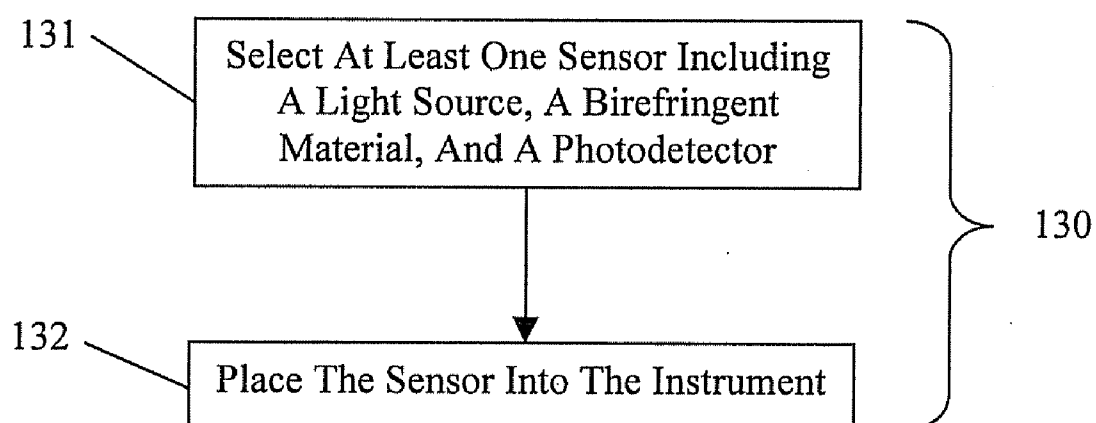 131
Select At Least One Sensor Including
A Light Source, A Birefringent
Material, And A Photodetector
130
132
Place The Sensor Into The Instrument